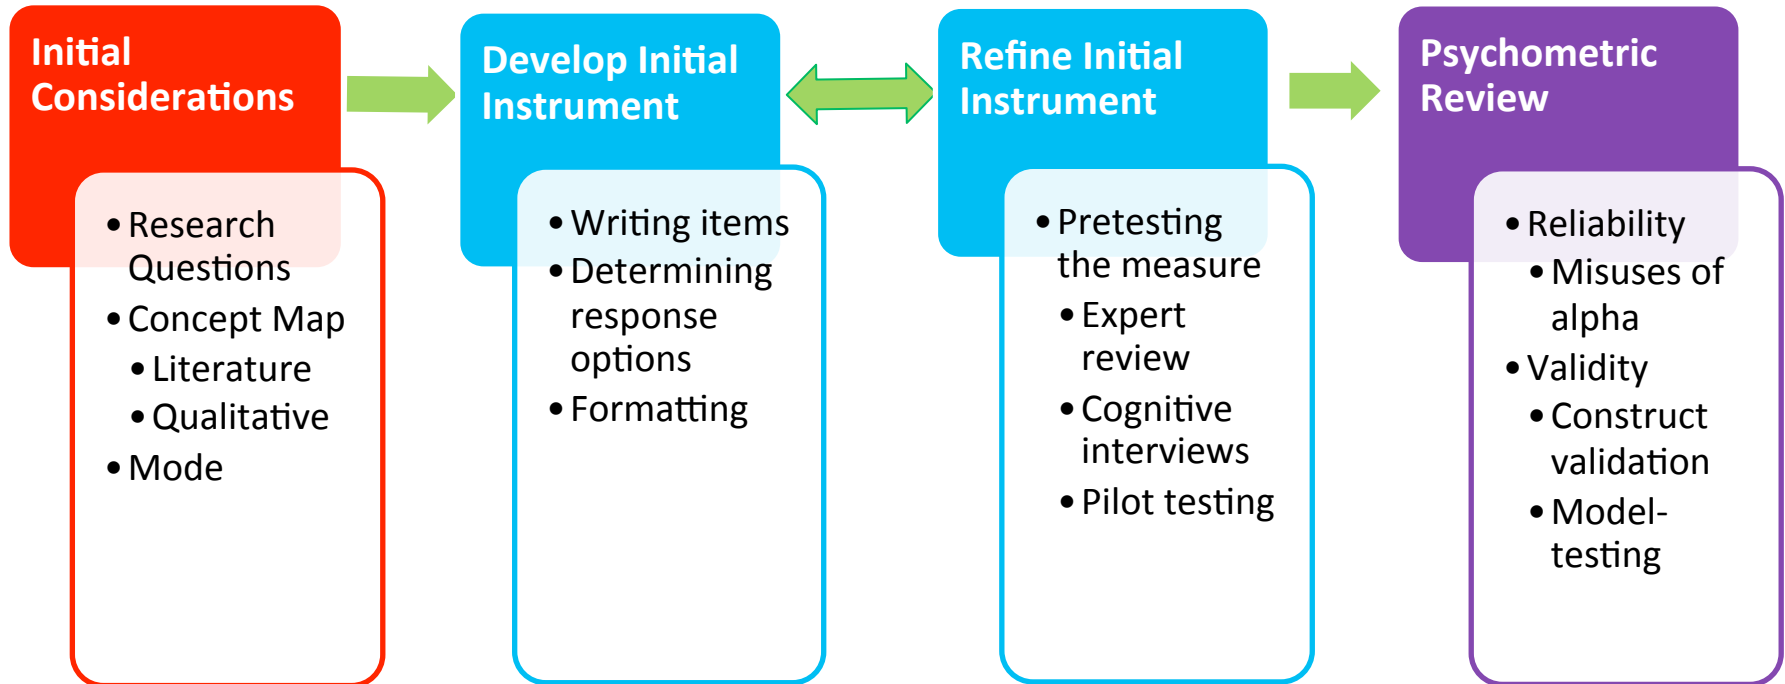 Initial
Considerations
• Research
Questions
• Concept Map
• Literature
• Qualitative
• Mode
Develop Initial
Instrument
• Writing items
• Determining
response
options
• Formatting
Refine Initial
Instrument
• Pretesting
the measure
• Expert
review
• Cognitive
interviews
• Pilot testing
Psychometric
Review
• Reliability
• Misuses of
alpha
• Validity
• Construct
validation
• Model-
testing